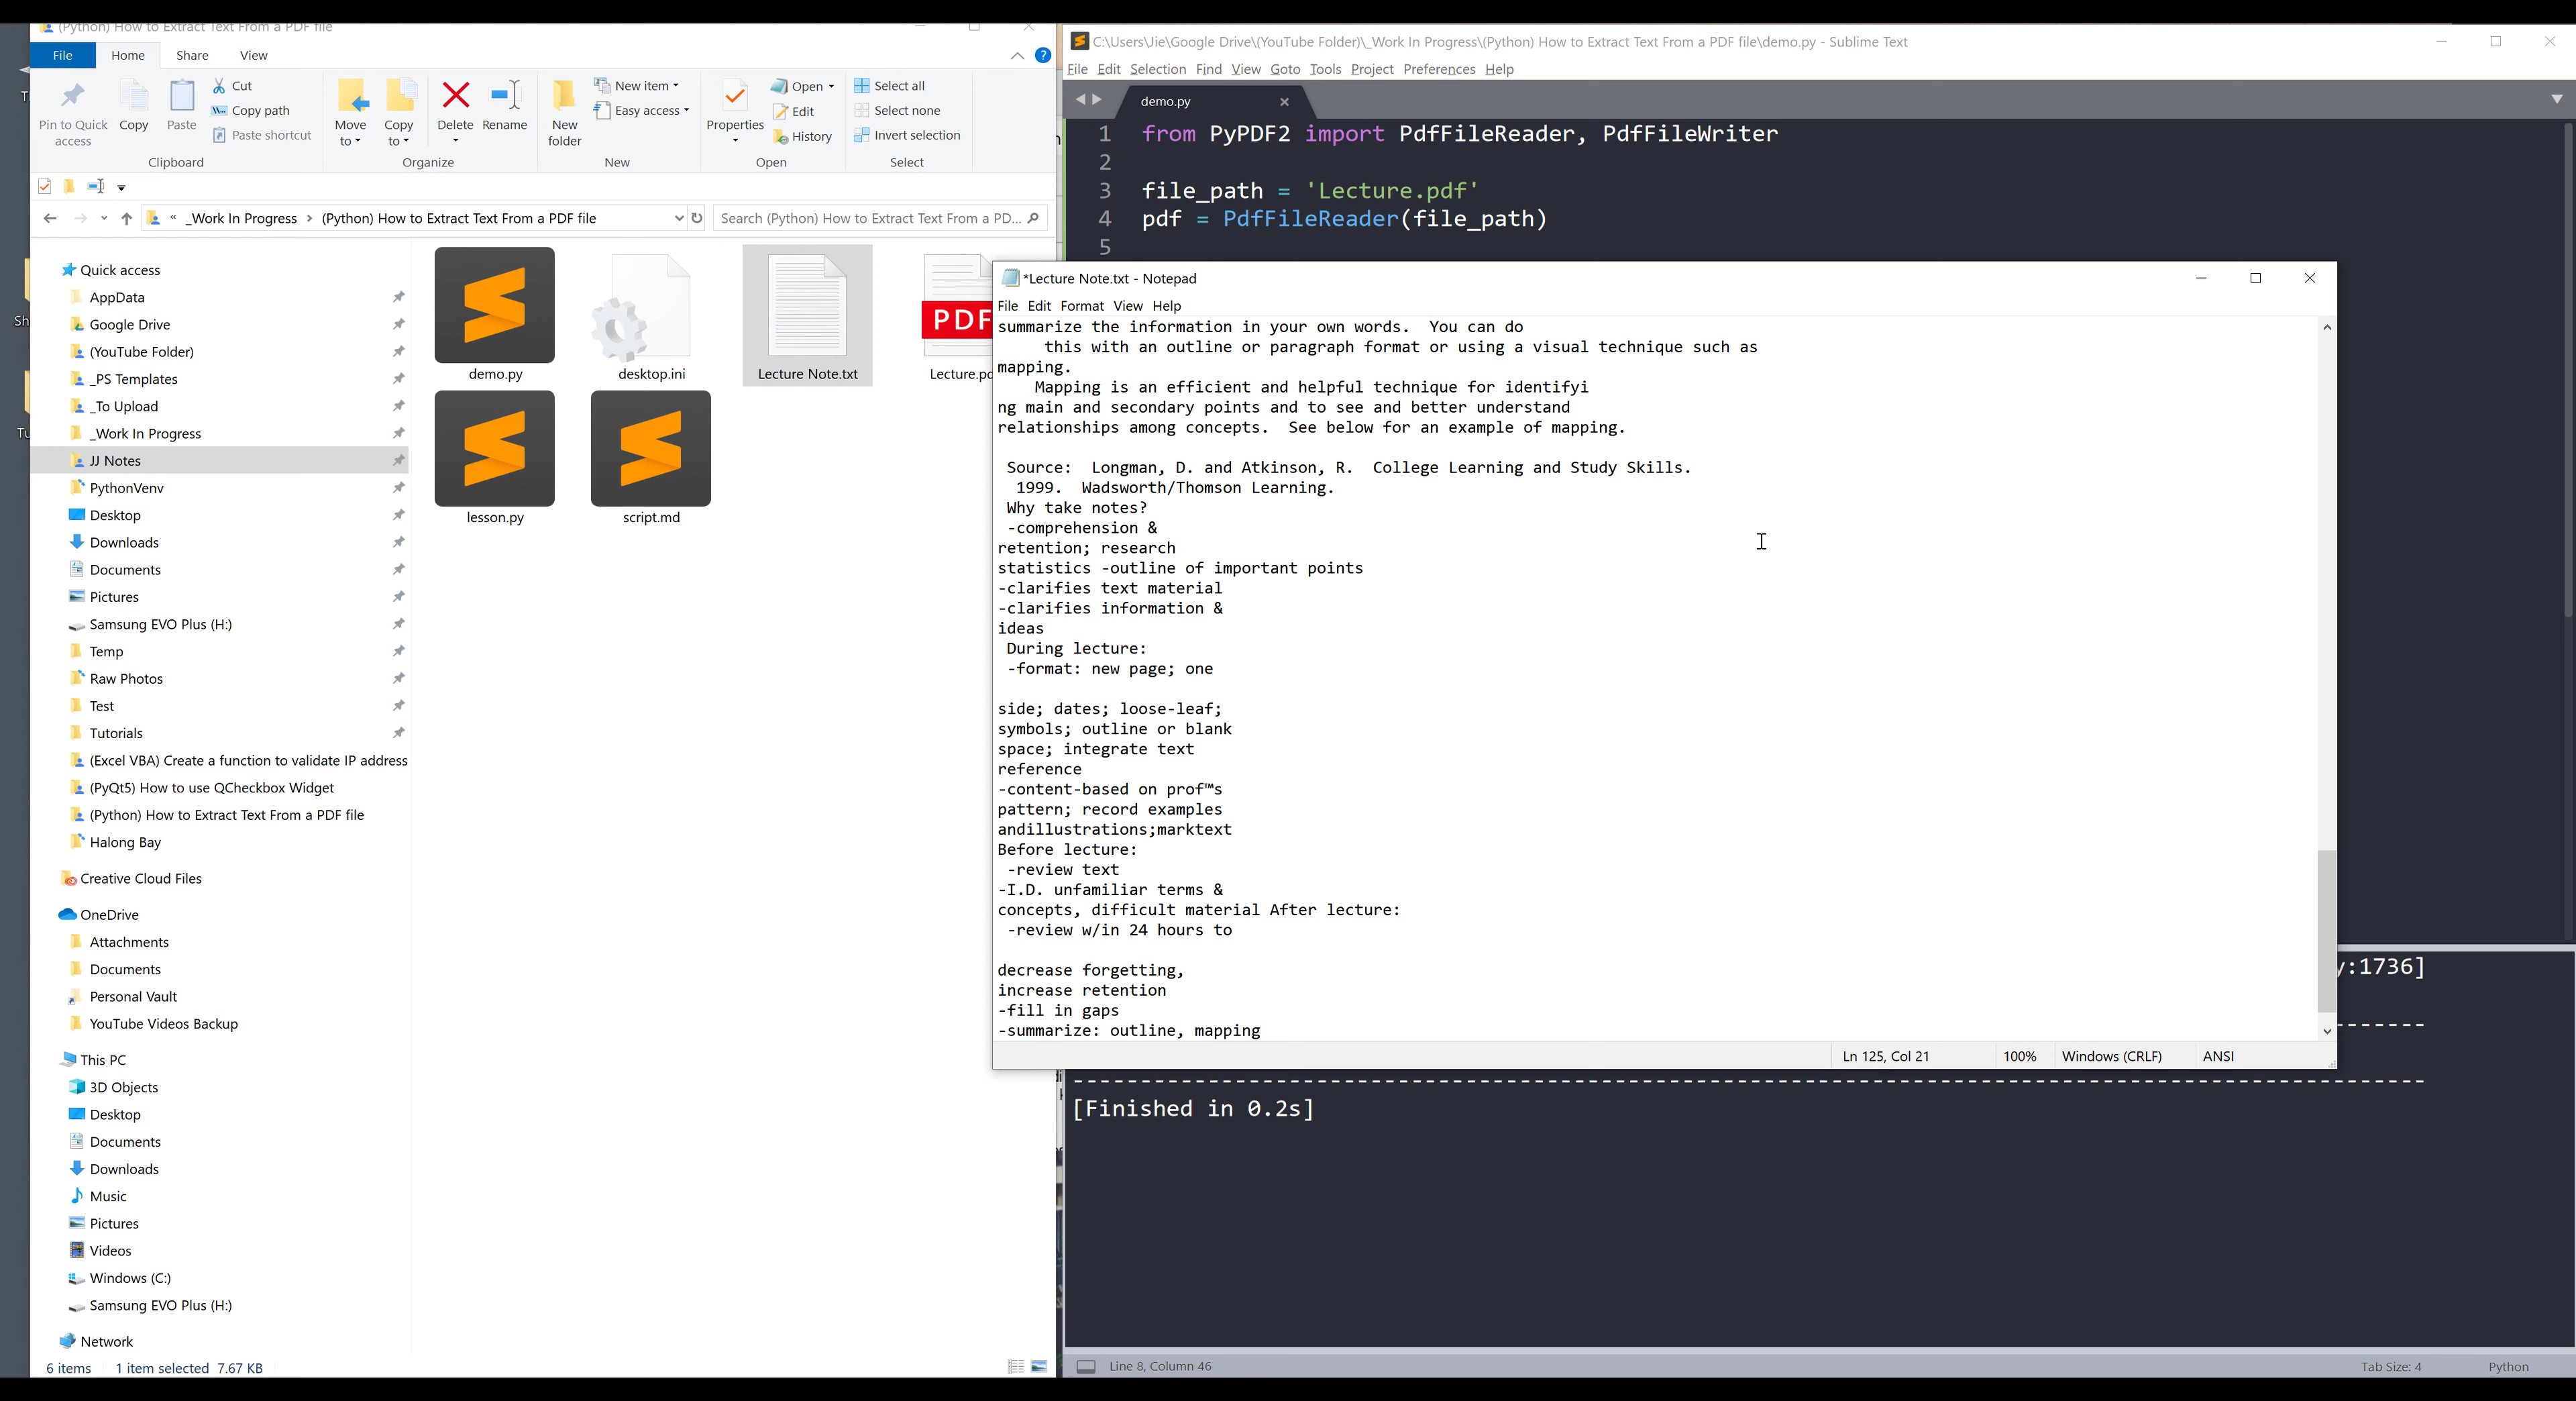 (Python) How to Extract Text From a PDF file
File Home Share View
Pin to Quick access
Copy
Paste
Cut
Copy path
Paste shortcut
Clipboard
Move to
Copy to
Delete
Rename
Organize
New folder
New item
Easy access
New
Properties
Open
Edit
History
Open
Select all
Select none
Invert selection
Select
« _Work In Progress > (Python) How to Extract Text From a PDF file
Search (Python) How to Extract Text From a PD...
Quick access
AppData
Google Drive
(YouTube Folder)
_PS Templates
_To Upload
_Work In Progress
JJ Notes
PythonVenv
Desktop
Downloads
Documents
Pictures
Samsung EVO Plus (H:)
Temp
Raw Photos
Test
Tutorials
(Excel VBA) Create a function to validate IP address
(PyQt5) How to use QCheckbox Widget
(Python) How to Extract Text From a PDF file
Halong Bay
Creative Cloud Files
OneDrive
Attachments
Documents
Personal Vault
YouTube Videos Backup
This PC
3D Objects
Desktop
Documents
Downloads
Music
Pictures
Videos
Windows (C:)
Samsung EVO Plus (H:)
Network
demo.py
desktop.ini
Lecture Note.txt
PDF
Lecture.pd
lesson.py
script.md
6 items 1 item selected 7.67 KB
C:\Users\Jie\Google Drive\(YouTube Folder)\_Work In Progress\(Python) How to Extract Text From a PDF file\demo.py - Sublime Text
File Edit Selection Find View Goto Tools Project Preferences Help
demo.py
1 from PyPDF2 import PdfFileReader, PdfFileWriter
2
3 file_path = 'Lecture.pdf'
4 pdf = PdfFileReader(file_path)
5
*Lecture Note.txt - Notepad
File Edit Format View Help
summarize the information in your own words.  You can do
this with an outline or paragraph format or using a visual technique such as
mapping.
Mapping is an efficient and helpful technique for identifyi
ng main and secondary points and to see and better understand
relationships among concepts.  See below for an example of mapping.
Source:  Longman, D. and Atkinson, R.  College Learning and Study Skills.
1999.  Wadsworth/Thomson Learning.
Why take notes?
-comprehension &
retention; research
statistics -outline of important points
-clarifies text material
-clarifies information &
ideas
During lecture:
-format: new page; one
side; dates; loose-leaf;
symbols; outline or blank
space; integrate text
reference
-content-based on prof™s
pattern; record examples
andillustrations;marktext
Before lecture:
-review text
-I.D. unfamiliar terms &
concepts, difficult material After lecture:
-review w/in 24 hours to
decrease forgetting,
increase retention
-fill in gaps
-summarize: outline, mapping
Ln 125, Col 21 100% Windows (CRLF) ANSI
y:1736]
-------
---------------------------------------------------------------------------------------------------
[Finished in 0.2s]
Line 8, Column 46 Tab Size: 4 Python